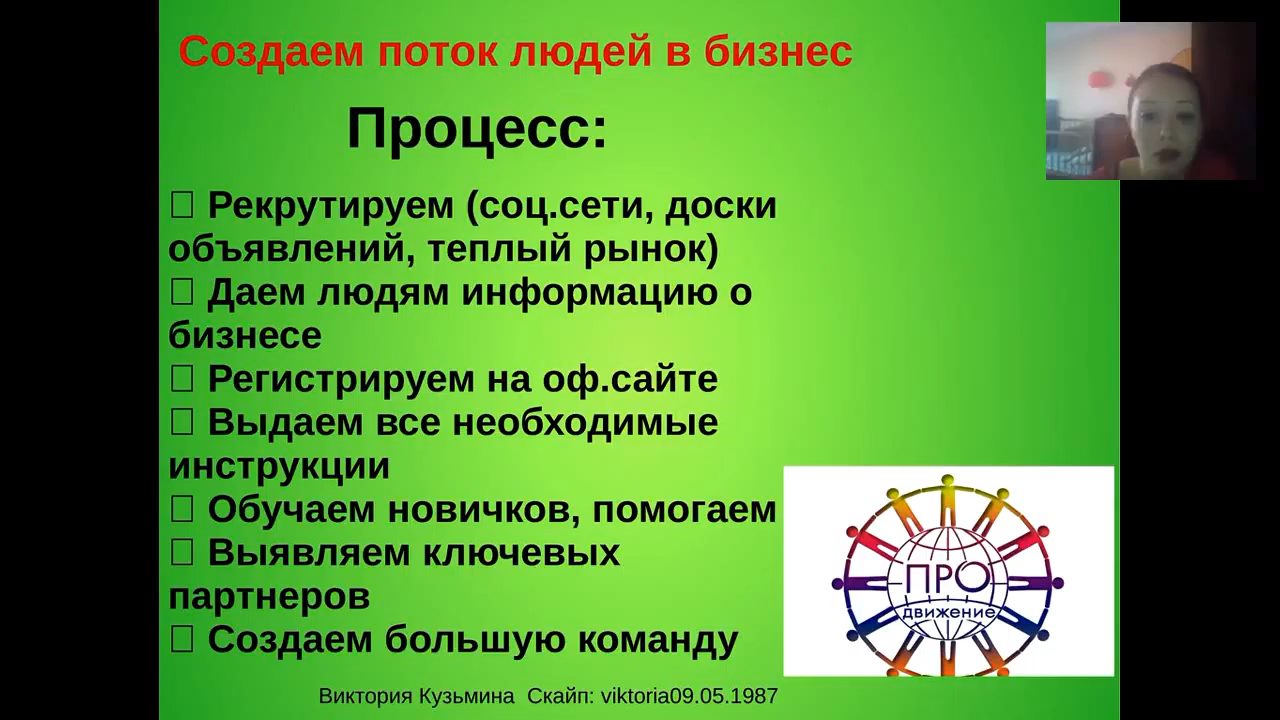 Создаем поток людей в бизнес
Процесс:
Рекрутируем (соц.сети, доски
объявлений, теплый рынок)
Даем людям информацию о
бизнесе
Регистрируем на оф.сайте
Выдаем все необходимые
инструкции
Обучаем новичков, помогаем
Выявляем ключевых
партнеров
Создаем большую команду
ПРО
движение
Виктория Кузьмина  Скайп: viktoria09.05.1987